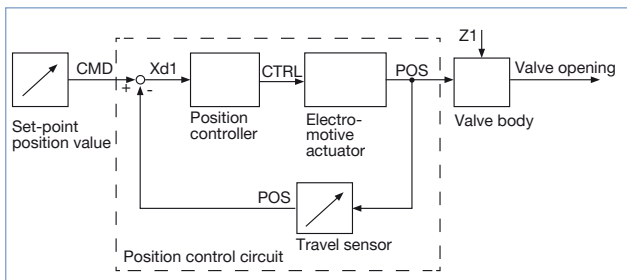 Z1
CMD
Xd1
CTRL
POS
Valve opening
+
-
Set-point
position value
Position
controller
Electro-
motive
actuator
Valve body
POS
Travel sensor
Position control circuit